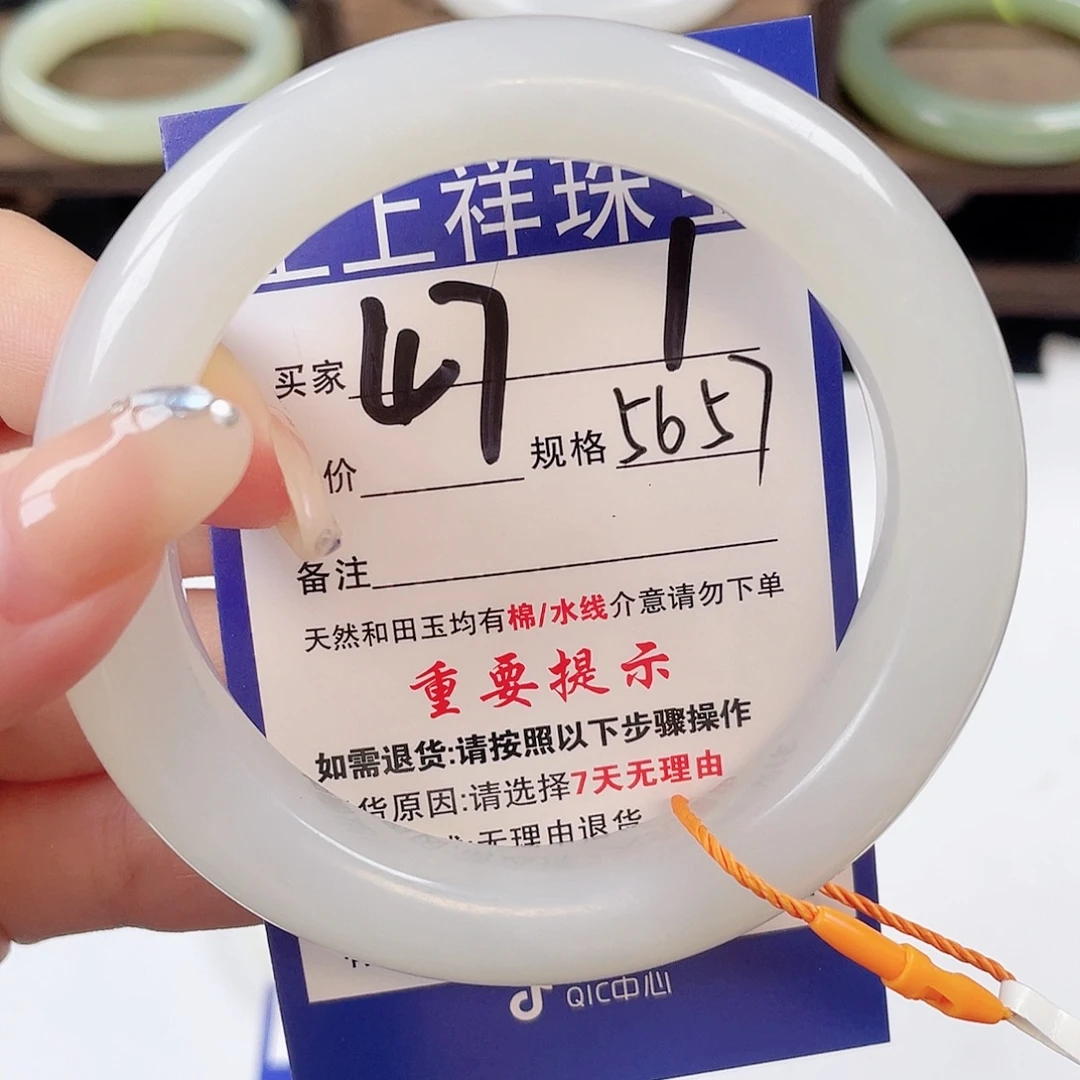 上祥珠
1
买家 47
价 规格 5657
备注
天然和田玉均有棉/水线介意请勿下单
重要提示
如需退货:请按照以下步骤操作
货原因:请选择7天无理由
:无理由退货
QIC中心